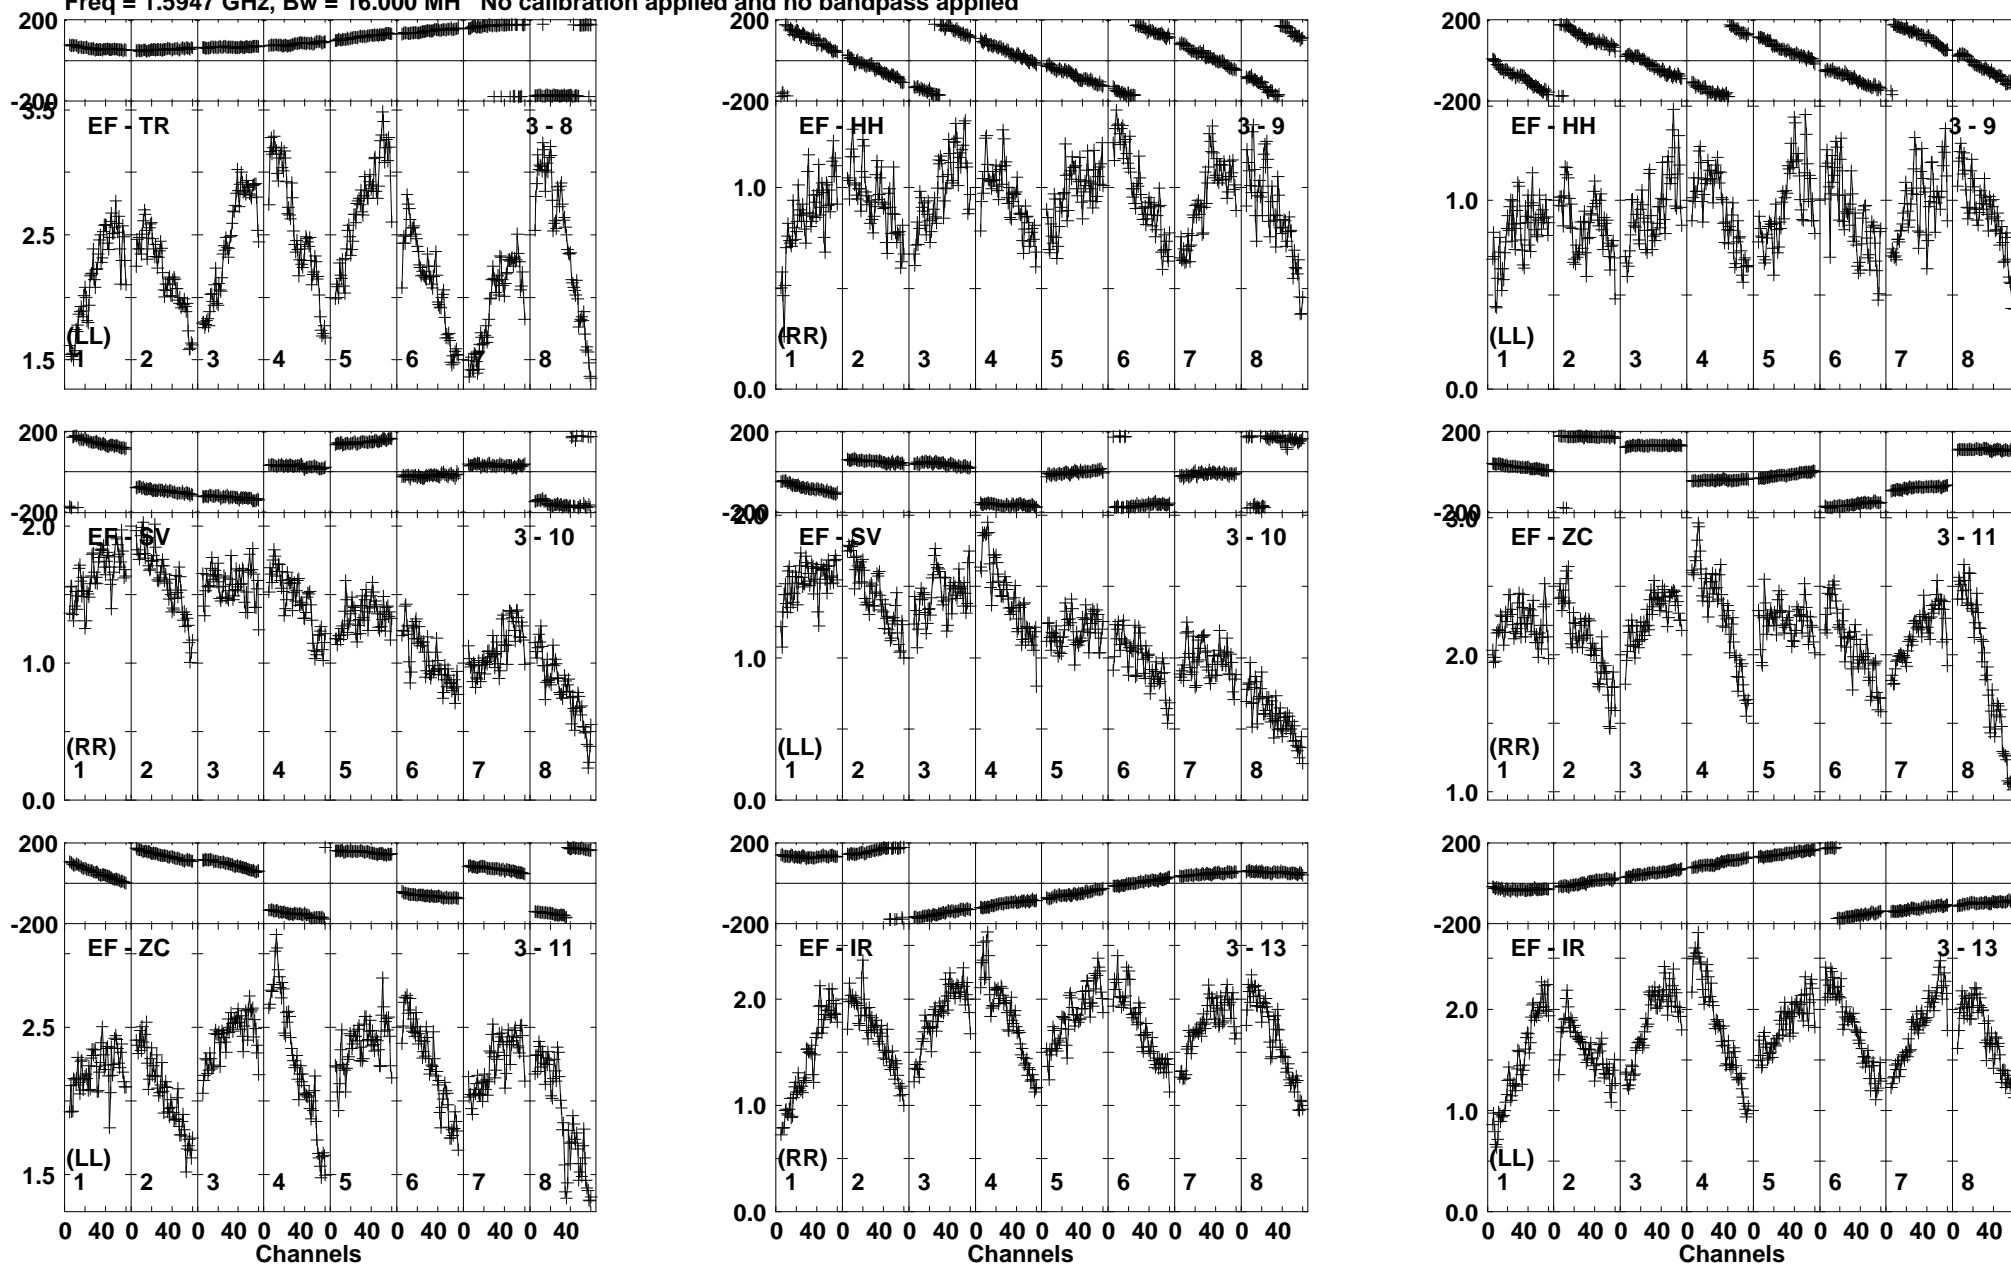 Freq = 1.5947 GHz, Bw = 16.000 MH No calibration applied and no bandpass applied
200 200 200
-200 -200 -200
3.5
EF - TR 3 - 8 EF - HH 3 - 9 EF - HH 3 - 9
2.5 1.0 1.0
1.5 0.0 0.0
(LL) (RR) (LL)
1 2 3 4 5 6 7 8 1 2 3 4 5 6 7 8 1 2 3 4 5 6 7 8
200 200 200
-200 -200 -200
2.0 2.0 3.0
EF - SV 3 - 10 EF - SV 3 - 10 EF - ZC 3 - 11
1.0 1.0 2.0
(RR) (LL) (RR)
1 2 3 4 5 6 7 8 1 2 3 4 5 6 7 8 1 2 3 4 5 6 7 8
0.0 0.0 1.0
200 200 200
-200 -200 -200
EF - ZC 3 - 11 EF - IR 3 - 13 EF - IR 3 - 13
2.5 2.0 2.0
1.5 1.0 1.0
(LL) (RR) (LL)
1 2 3 4 5 6 7 8 1 2 3 4 5 6 7 8 1 2 3 4 5 6 7 8
0.0 0.0
0 40 0 40 0 40 0 40 0 40 0 40 0 40 0 40 0 40 0 40 0 40 0 40 0 40 0 40 0 40 0 40 0 40 0 40 0 40 0 40 0 40 0 40 0 40 0 40
Channels Channels Channels